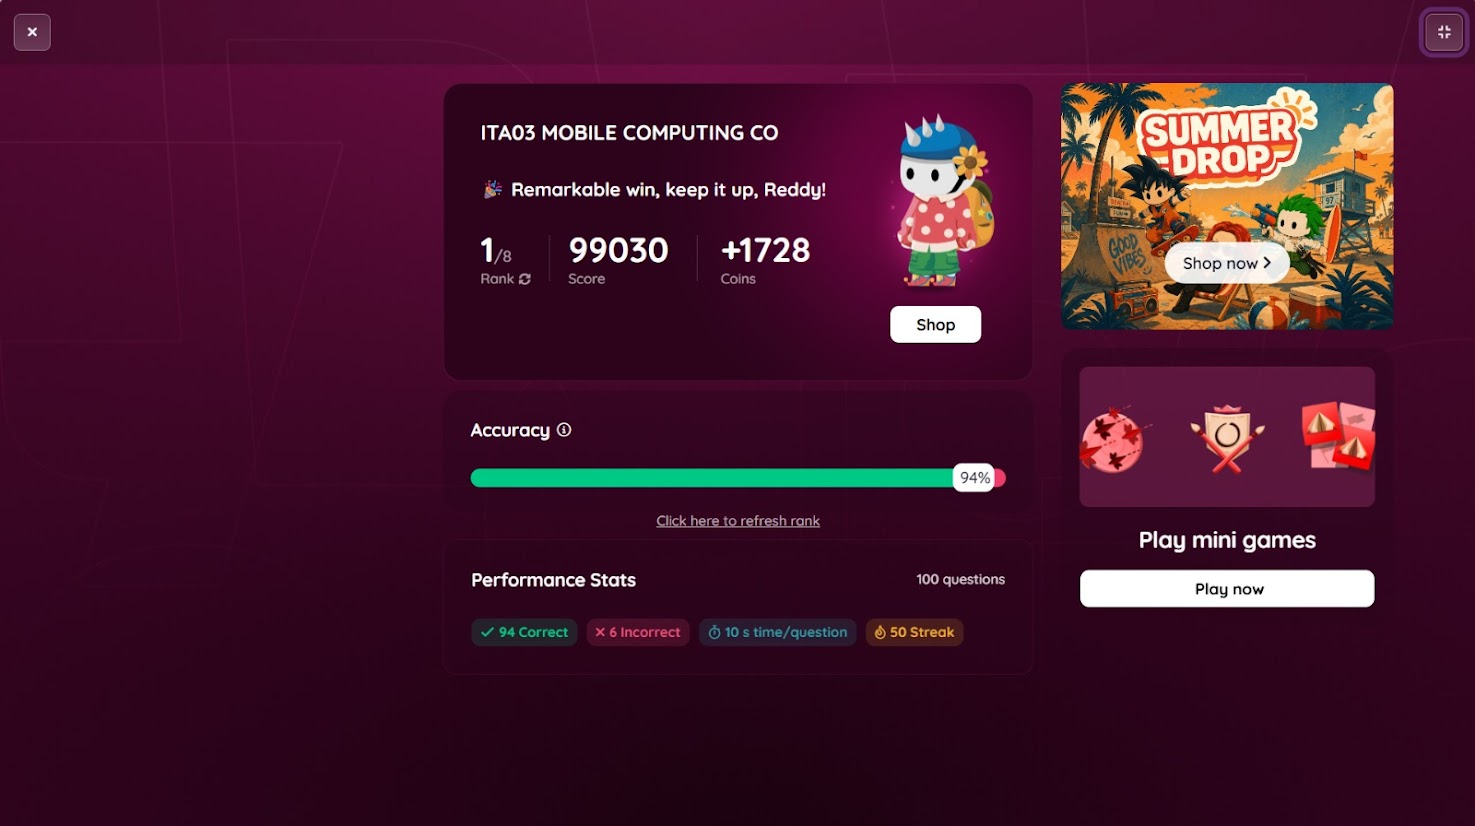 ITA03 MOBILE COMPUTING CO
🎉 Remarkable win, keep it up, Reddy!
1/8
Rank
99030
Score
+1728
Coins
Shop
Accuracy
94%
Click here to refresh rank
Performance Stats
100 questions
94 Correct
6 Incorrect
10 s time/question
50 Streak
SUMMER
DROP
GOOD
VIBES
Shop now
Play mini games
Play now